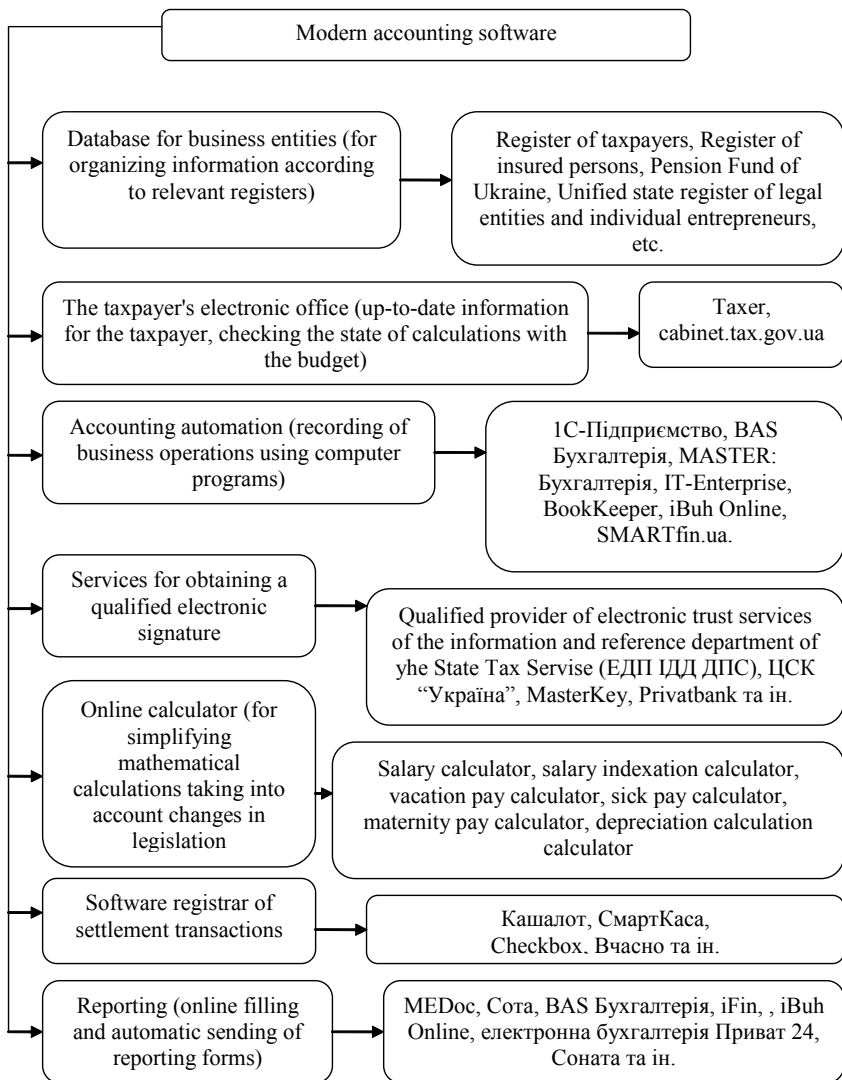 Modern accounting software
Database for business entities (for
organizing information according
to relevant registers)
Register of taxpayers, Register of
insured persons, Pension Fund of
Ukraine, Unified state register of legal
entities and individual entrepreneurs,
etc.
The taxpayer's electronic office (up-to-date information
for the taxpayer, checking the state of calculations with
the budget)
Taxer,
cabinet.tax.gov.ua
Accounting automation (recording of
business operations using computer
programs)
1С-Підприємство, BAS
Бухгалтерія, MASTER:
Бухгалтерія, IT-Enterprise,
BookKeeper, iBuh Online,
SMARTfin.ua.
Services for obtaining a
qualified electronic
signature
Qualified provider of electronic trust services
of the information and reference department of
yhe State Tax Servise (ЕДП ІДД ДПС), ЦСК
“Україна”, MasterKey, Privatbank та ін.
Online calculator (for
simplifying
mathematical
calculations taking into
account changes in
legislation
Salary calculator, salary indexation calculator,
vacation pay calculator, sick pay calculator,
maternity pay calculator, depreciation calculation
calculator
Software registrar of
settlement transactions
Кашалот, СмартКаса,
Checkbox, Вчасно та ін.
Reporting (online filling
and automatic sending of
reporting forms)
MEDoc, Сота, BAS Бухгалтерія, iFin, , iBuh
Online, електронна бухгалтерія Приват 24,
Соната та ін.